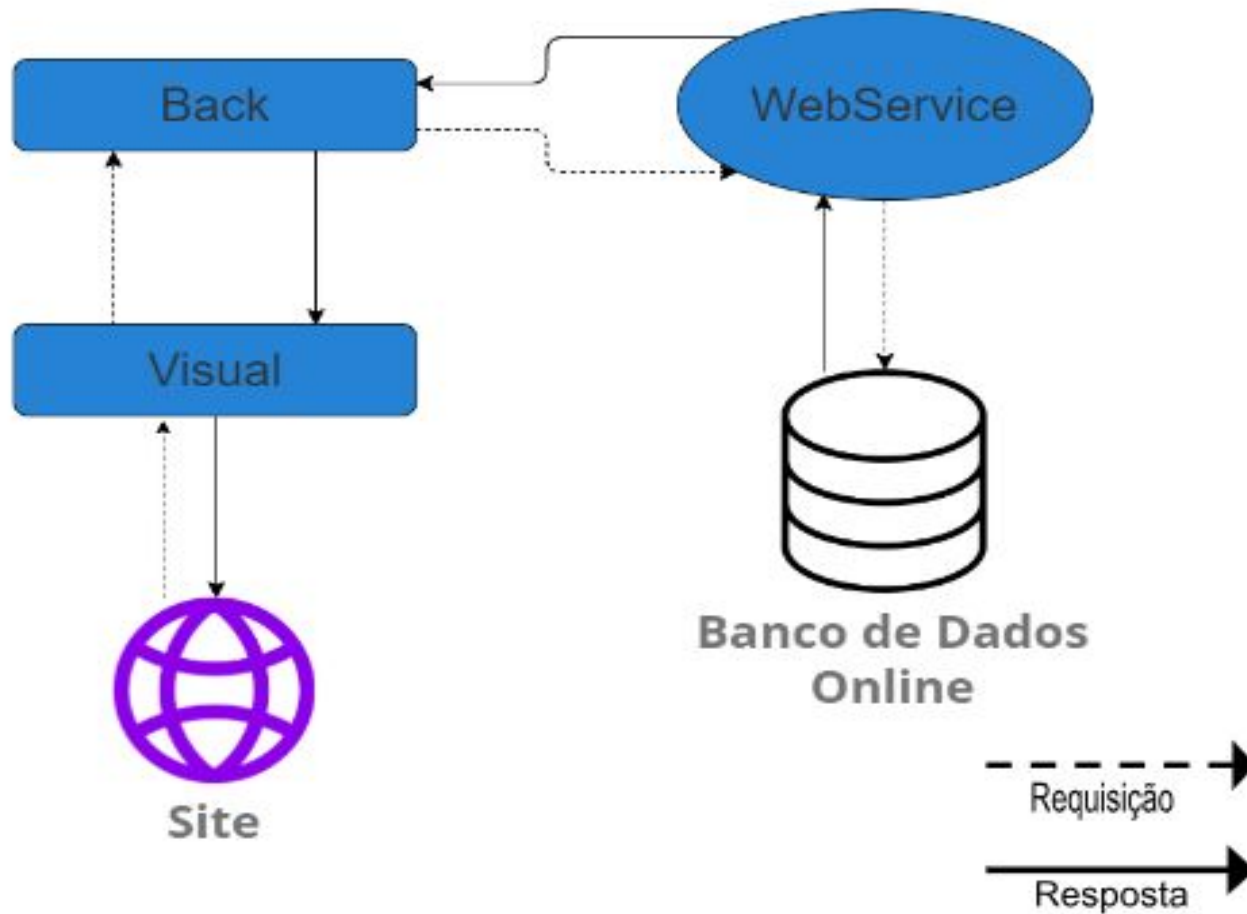 Back
WebService
Visual
Banco de Dados
Online
Site
Requisição
Resposta